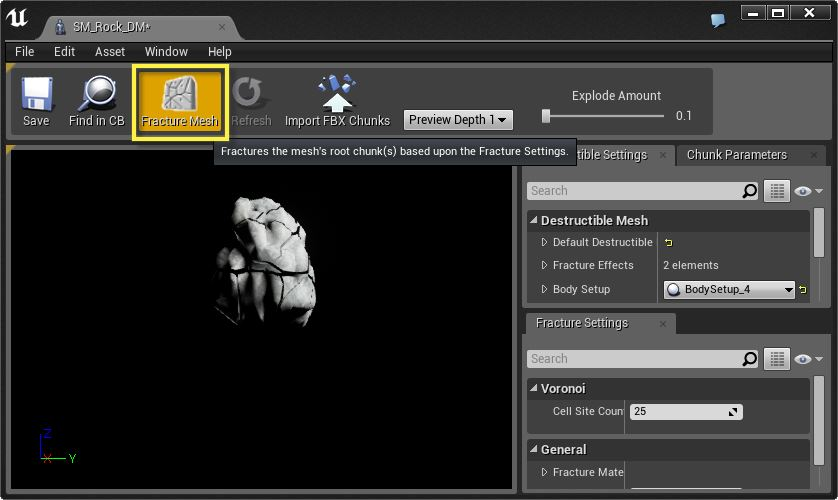 SM_Rock_DM*
File Edit Asset Window Help
Save Find in CB Fracture Mesh Refresh Import FBX Chunks Preview Depth 1 Explode Amount 0.1
Fractures the mesh's root chunk(s) based upon the Fracture Settings.
ible Settings Chunk Parameters
Search
Destructible Mesh
Default Destructible
Fracture Effects 2 elements
Body Setup BodySetup_4
Fracture Settings
Search
Voronoi
Cell Site Coun 25
General
Fracture Mate
Z
X Y